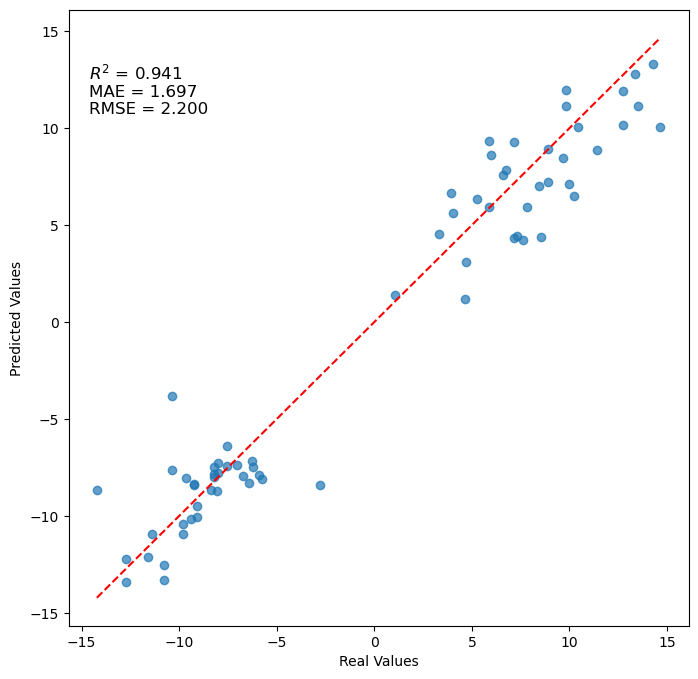 R² = 0.941
MAE = 1.697
RMSE = 2.200
15
10
5
0
−5
−10
−15
Predicted Values
−15 −10 −5 0 5 10 15
Real Values